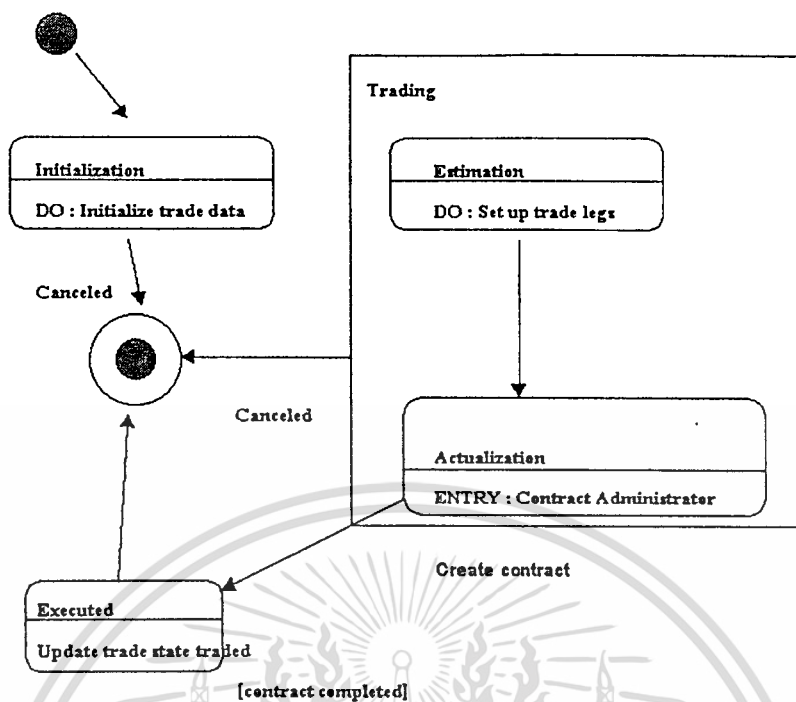 Trading
Initialization
DO : Initialize trade data
Estimation
DO : Set up trade legs
Canceled
Canceled
Actualization
ENTRY : Contract Administrator
Create contract
Executed
Update trade state traded
[contract completed]